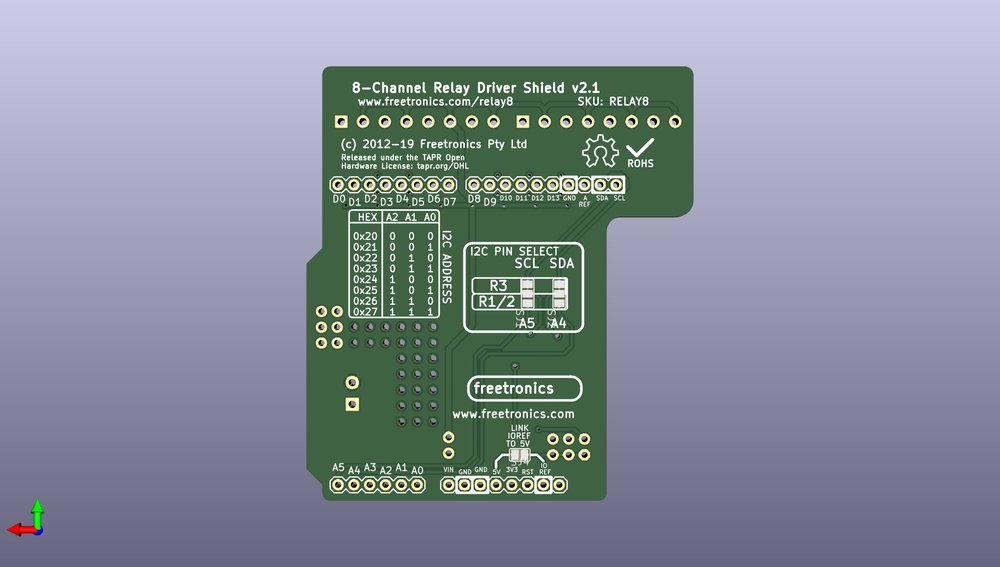 8-Channel Relay Driver Shield v2.1
www.freetronics.com/relay8 SKU: RELAY8
(c) 2012-19 Freetronics Pty Ltd
Released under the TAPR Open
Hardware License: tapr.org/OHL
ROHS
D0 D1 D2 D3 D4 D5 D6 D7 D8 D9 D10 D11 D12 D13 GND A REF SDA SCL
HEX A2 A1 A0
0x20 0 0 0
0x21 0 0 1
0x22 0 1 0
0x23 0 1 1
0x24 1 0 0
0x25 1 0 1
0x26 1 1 0
0x27 1 1 1
I2C ADDRESS
I2C PIN SELECT
SCL SDA
R3
R1/2
A5 A4
freetronics
www.freetronics.com
LINK
IOREF
TO 5V
A5 A4 A3 A2 A1 A0 VIN GND GND 5V 3V3 RST IO REF